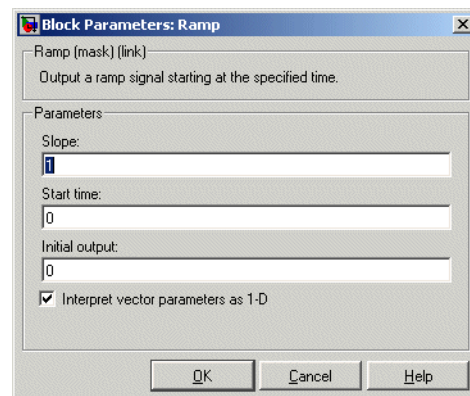 Block Parameters: Ramp
Ramp (mask) (link)
Output a ramp signal starting at the specified time.
Parameters
Slope:
1
Start time:
0
Initial output:
0
Interpret vector parameters as 1-D
OK Cancel Help